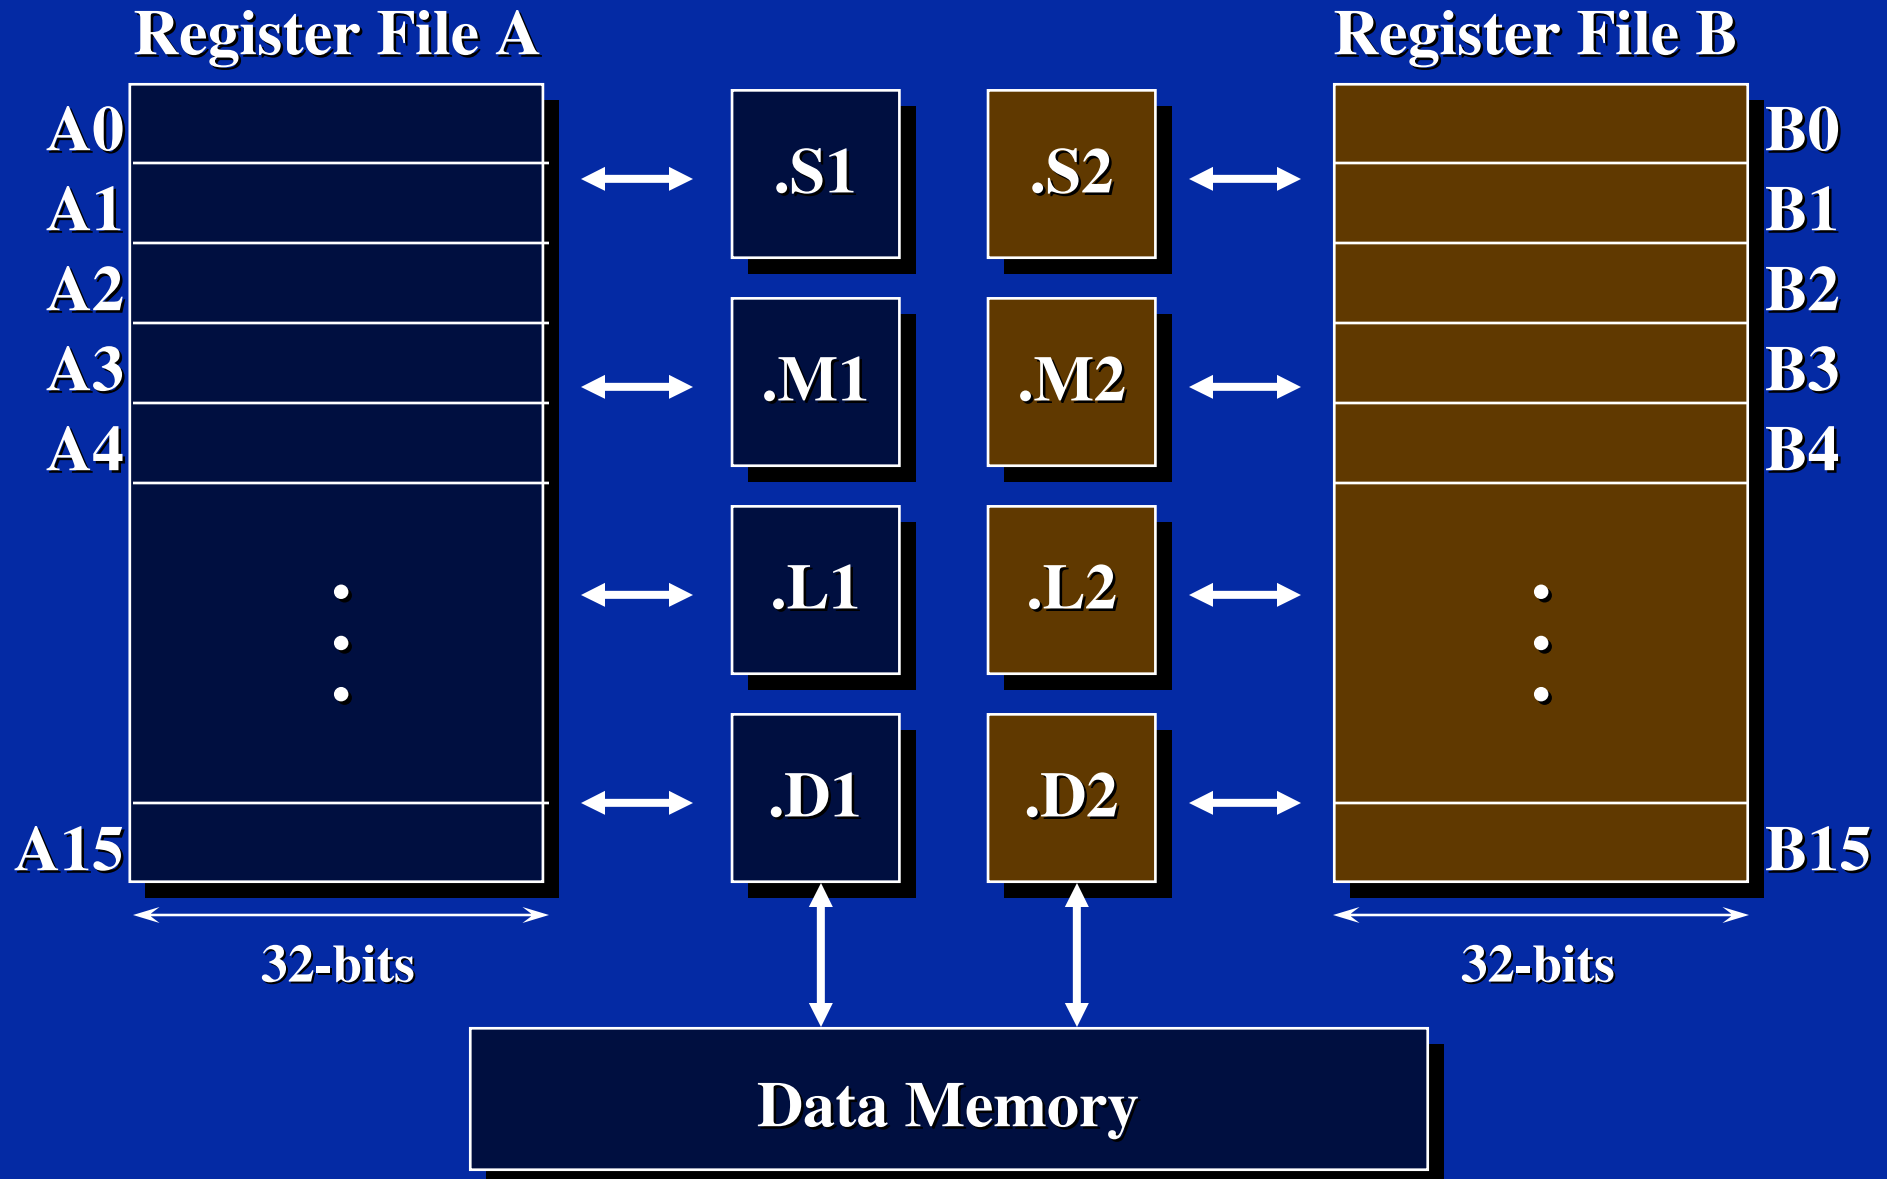 Register File A
Register File B
A0
.S1
.S2
B0
A1
B1
A2
B2
A3
.M1
.M2
B3
A4
B4
.L1
.L2
.D1
.D2
A15
B15
32-bits
32-bits
Data Memory